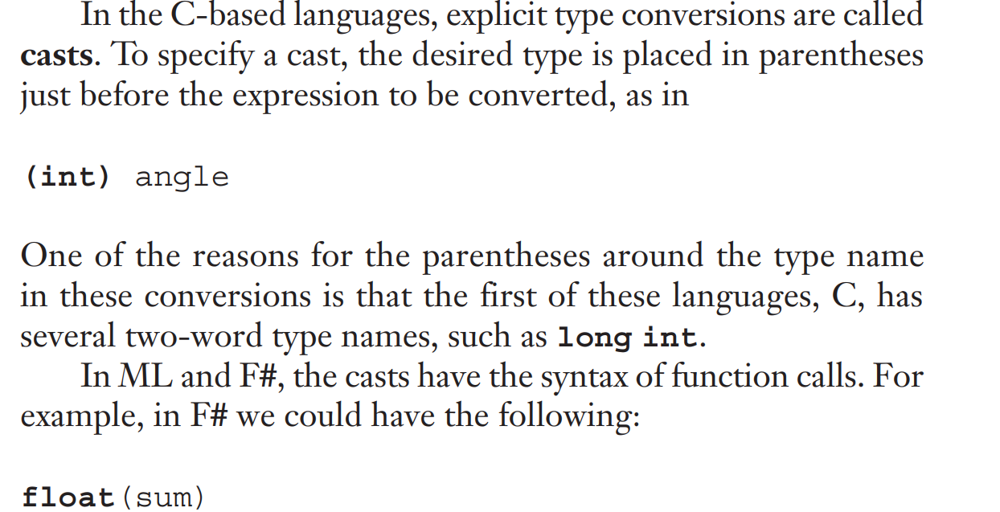 In the C-based languages, explicit type conversions are called
casts. To specify a cast, the desired type is placed in parentheses
just before the expression to be converted, as in
(int) angle
One of the reasons for the parentheses around the type name
in these conversions is that the first of these languages, C, has
several two-word type names, such as long int.
In ML and F#, the casts have the syntax of function calls. For
example, in F# we could have the following:
float(sum)